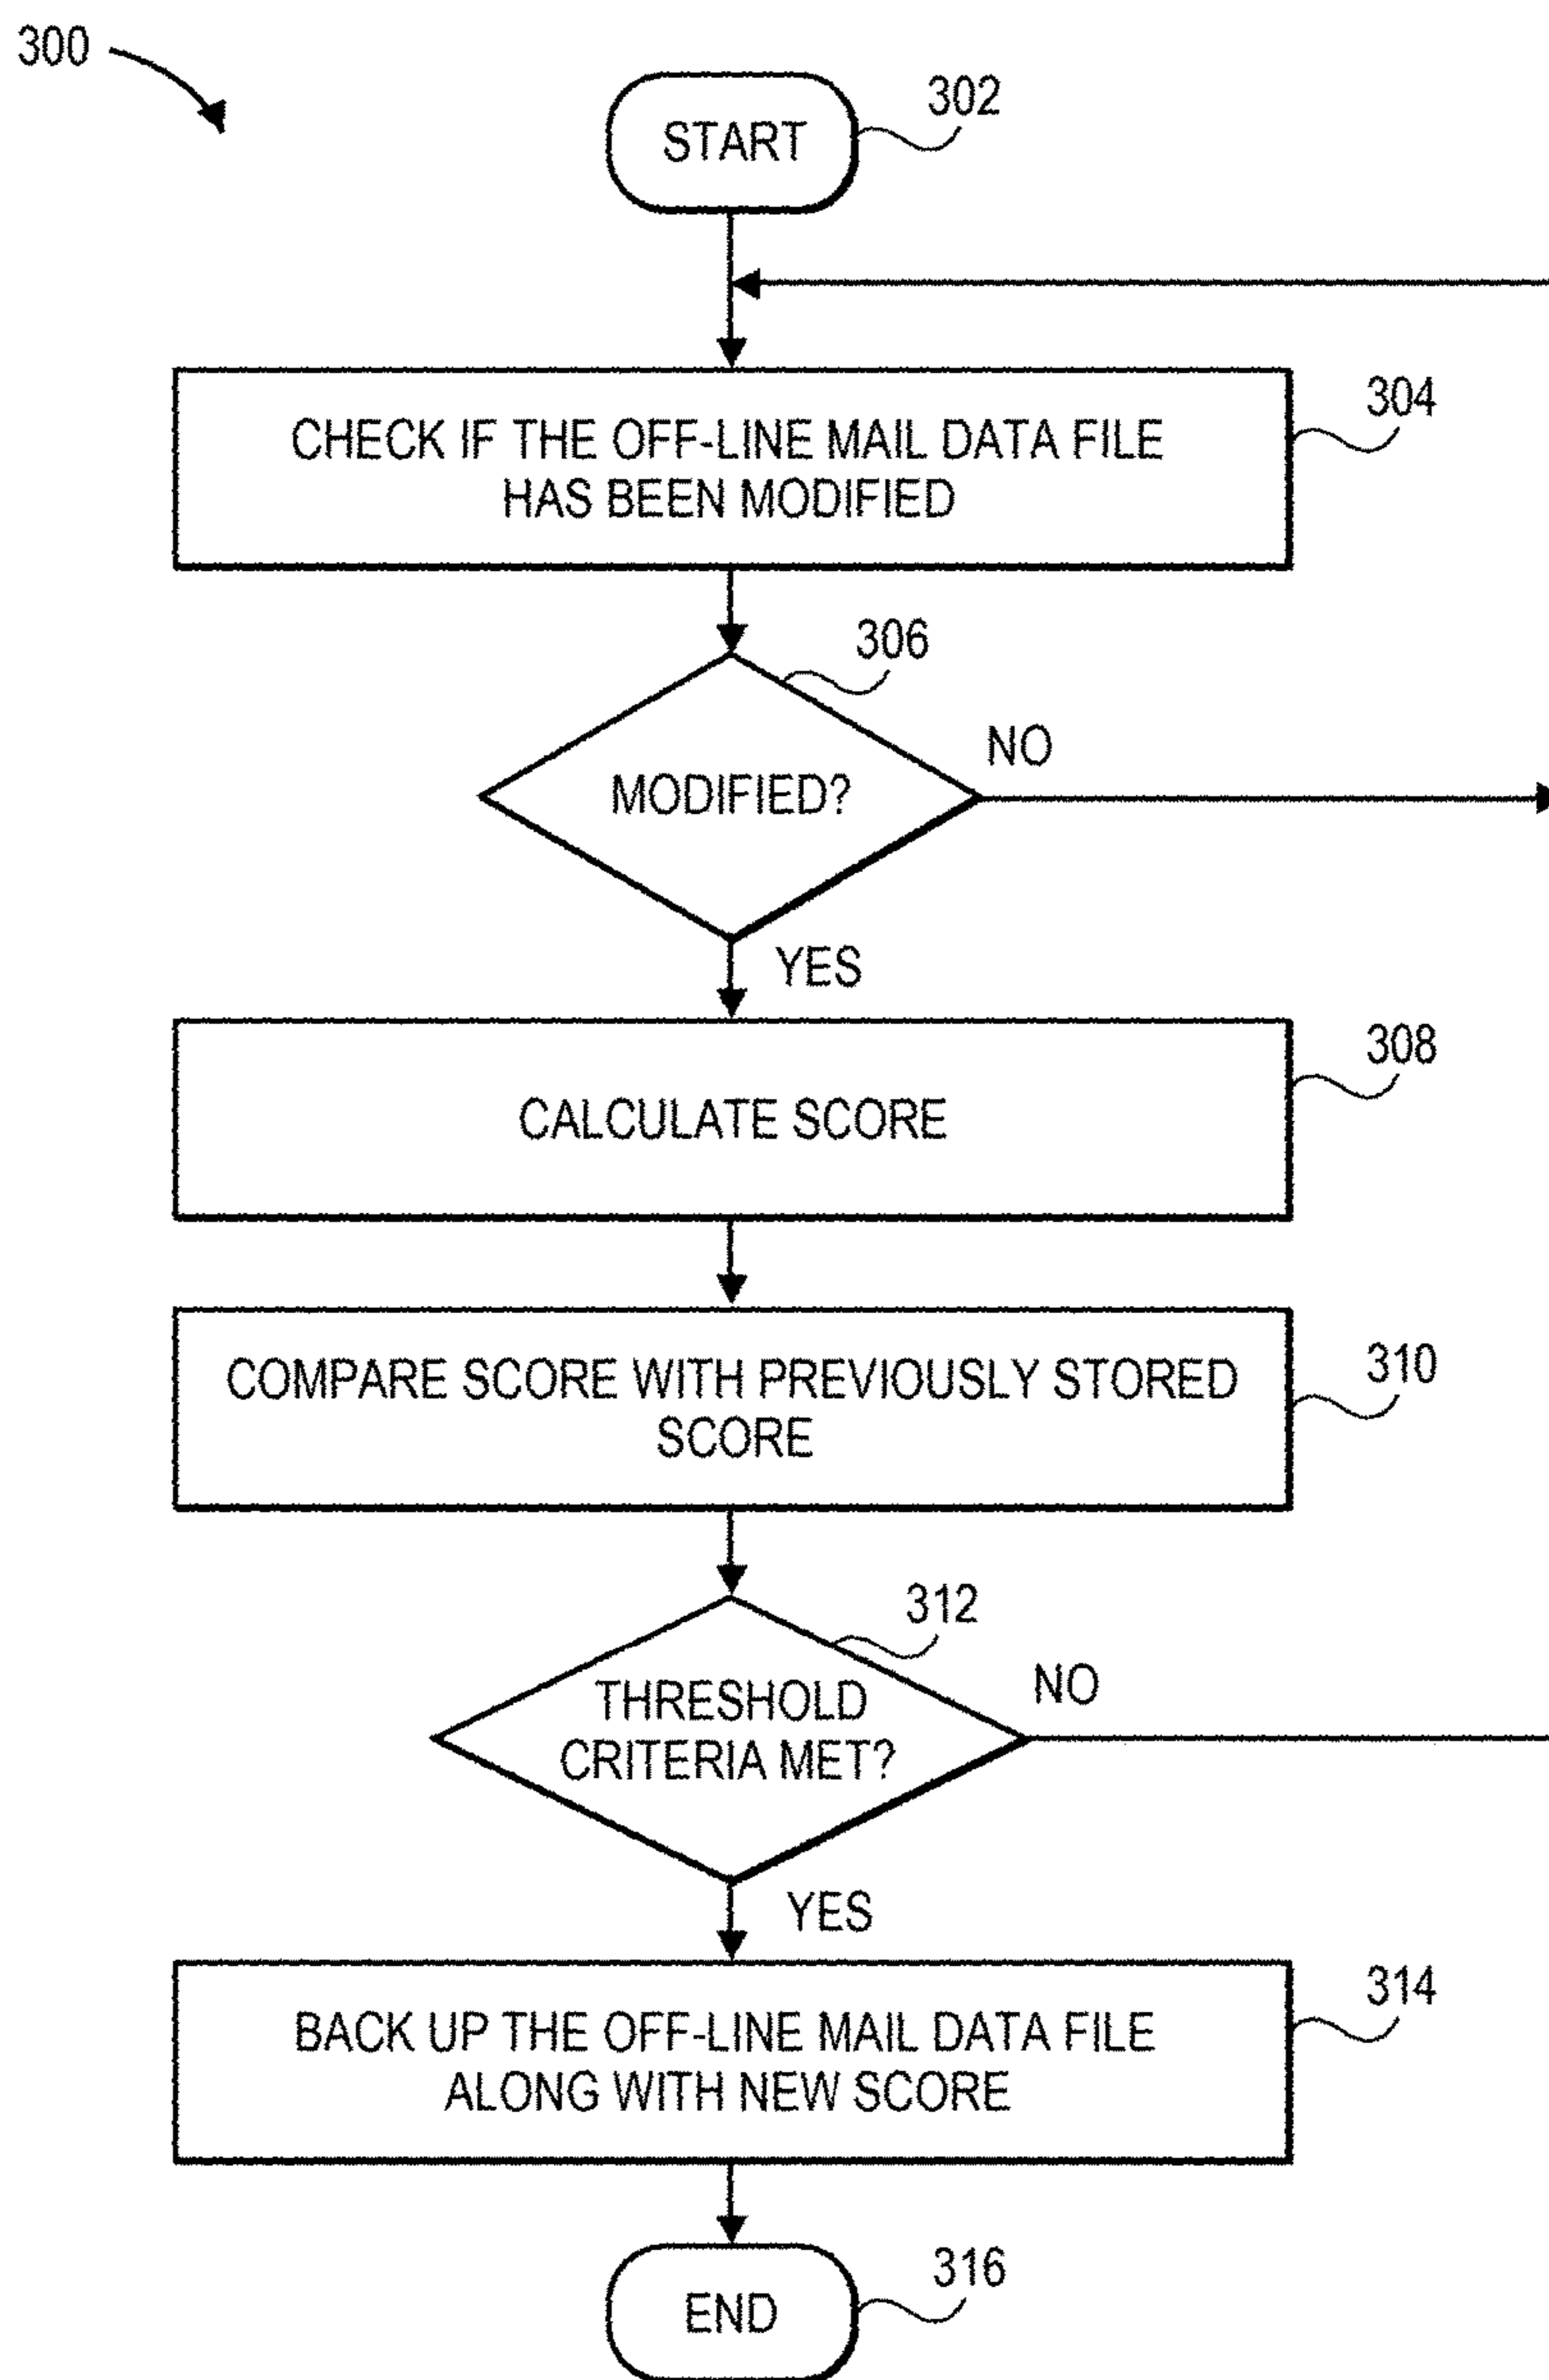 300
START
302
CHECK IF THE OFF-LINE MAIL DATA FILE
HAS BEEN MODIFIED
304
306
MODIFIED?
NO
YES
CALCULATE SCORE
308
COMPARE SCORE WITH PREVIOUSLY STORED
SCORE
310
312
THRESHOLD
CRITERIA MET?
NO
YES
BACK UP THE OFF-LINE MAIL DATA FILE
ALONG WITH NEW SCORE
314
END
316